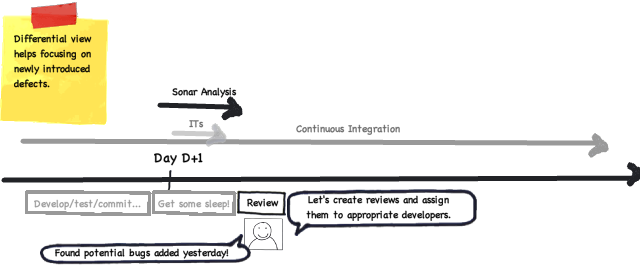 Differential view
helps focusing on
newly introduced
defects.
Sonar Analysis
ITs
Continuous Integration
Day D+1
Develop/test/commit...
Get some sleep!
Review
Let's create reviews and assign
them to appropriate developers.
Found potential bugs added yesterday!